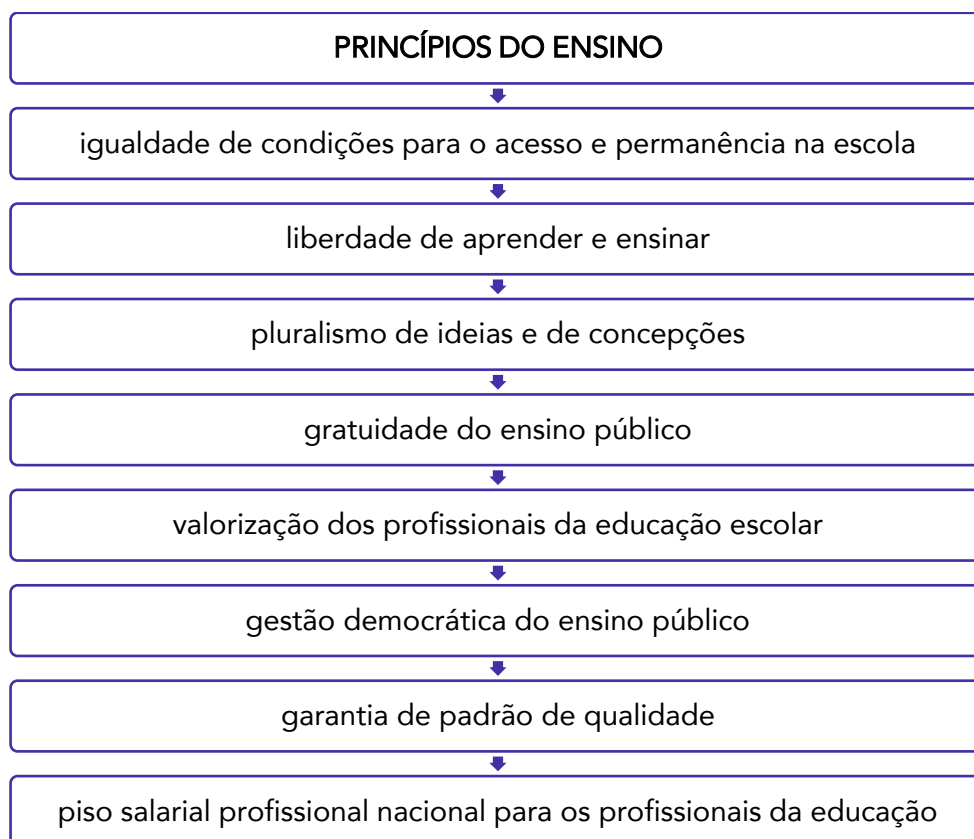 PRINCÍPIOS DO ENSINO
igualdade de condições para o acesso e permanência na escola
liberdade de aprender e ensinar
pluralismo de ideias e de concepções
gratuidade do ensino público
valorização dos profissionais da educação escolar
gestão democrática do ensino público
garantia de padrão de qualidade
piso salarial profissional nacional para os profissionais da educação